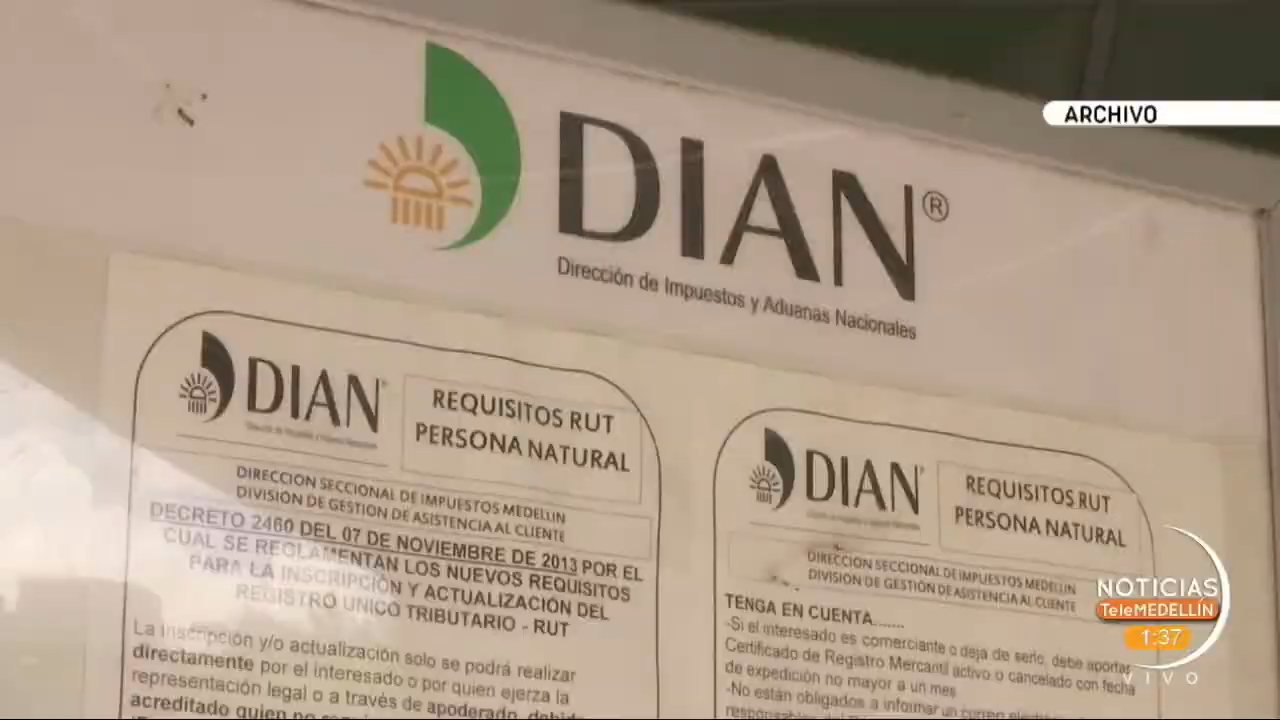 ARCHIVO
DIAN®
Dirección de Impuestos y Aduanas Nacionales
DIAN
REQUISITOS RUT
PERSONA NATURAL
DIRECCION SECCIONAL DE IMPUESTOS MEDELLIN
DIVISION DE GESTION DE ASISTENCIA AL CLIENTE
DECRETO 2460 DEL 07 DE NOVIEMBRE DE 2013 POR EL
CUAL SE REGLAMENTAN LOS NUEVOS REQUISITOS
PARA LA INSCRIPCIÓN Y ACTUALIZACIÓN DEL
REGISTRO UNICO TRIBUTARIO - RUT
La inscripción y/o actualización solo se podrá realizar
directamente por el interesado o por quien ejerza la
representación legal o a través de apoderado, debida
acreditado quien no
DIAN
REQUISITOS RUT
PERSONA NATURAL
DIRECCION SECCIONAL DE IMPUESTOS MEDELLIN
DIVISION DE GESTIÓN DE ASISTENCIA AL CLIENTE
TENGA EN CUENTA.......
-Si el interesado es comerciante o deja de serlo, debe aportar
Certificado de Registro Mercantil activo o cancelado con fecha
de expedición no mayor a un mes
-No están obligados a informar un correo
responsables del
NOTICIAS
TeleMEDELLÍN
1:37
VIVO